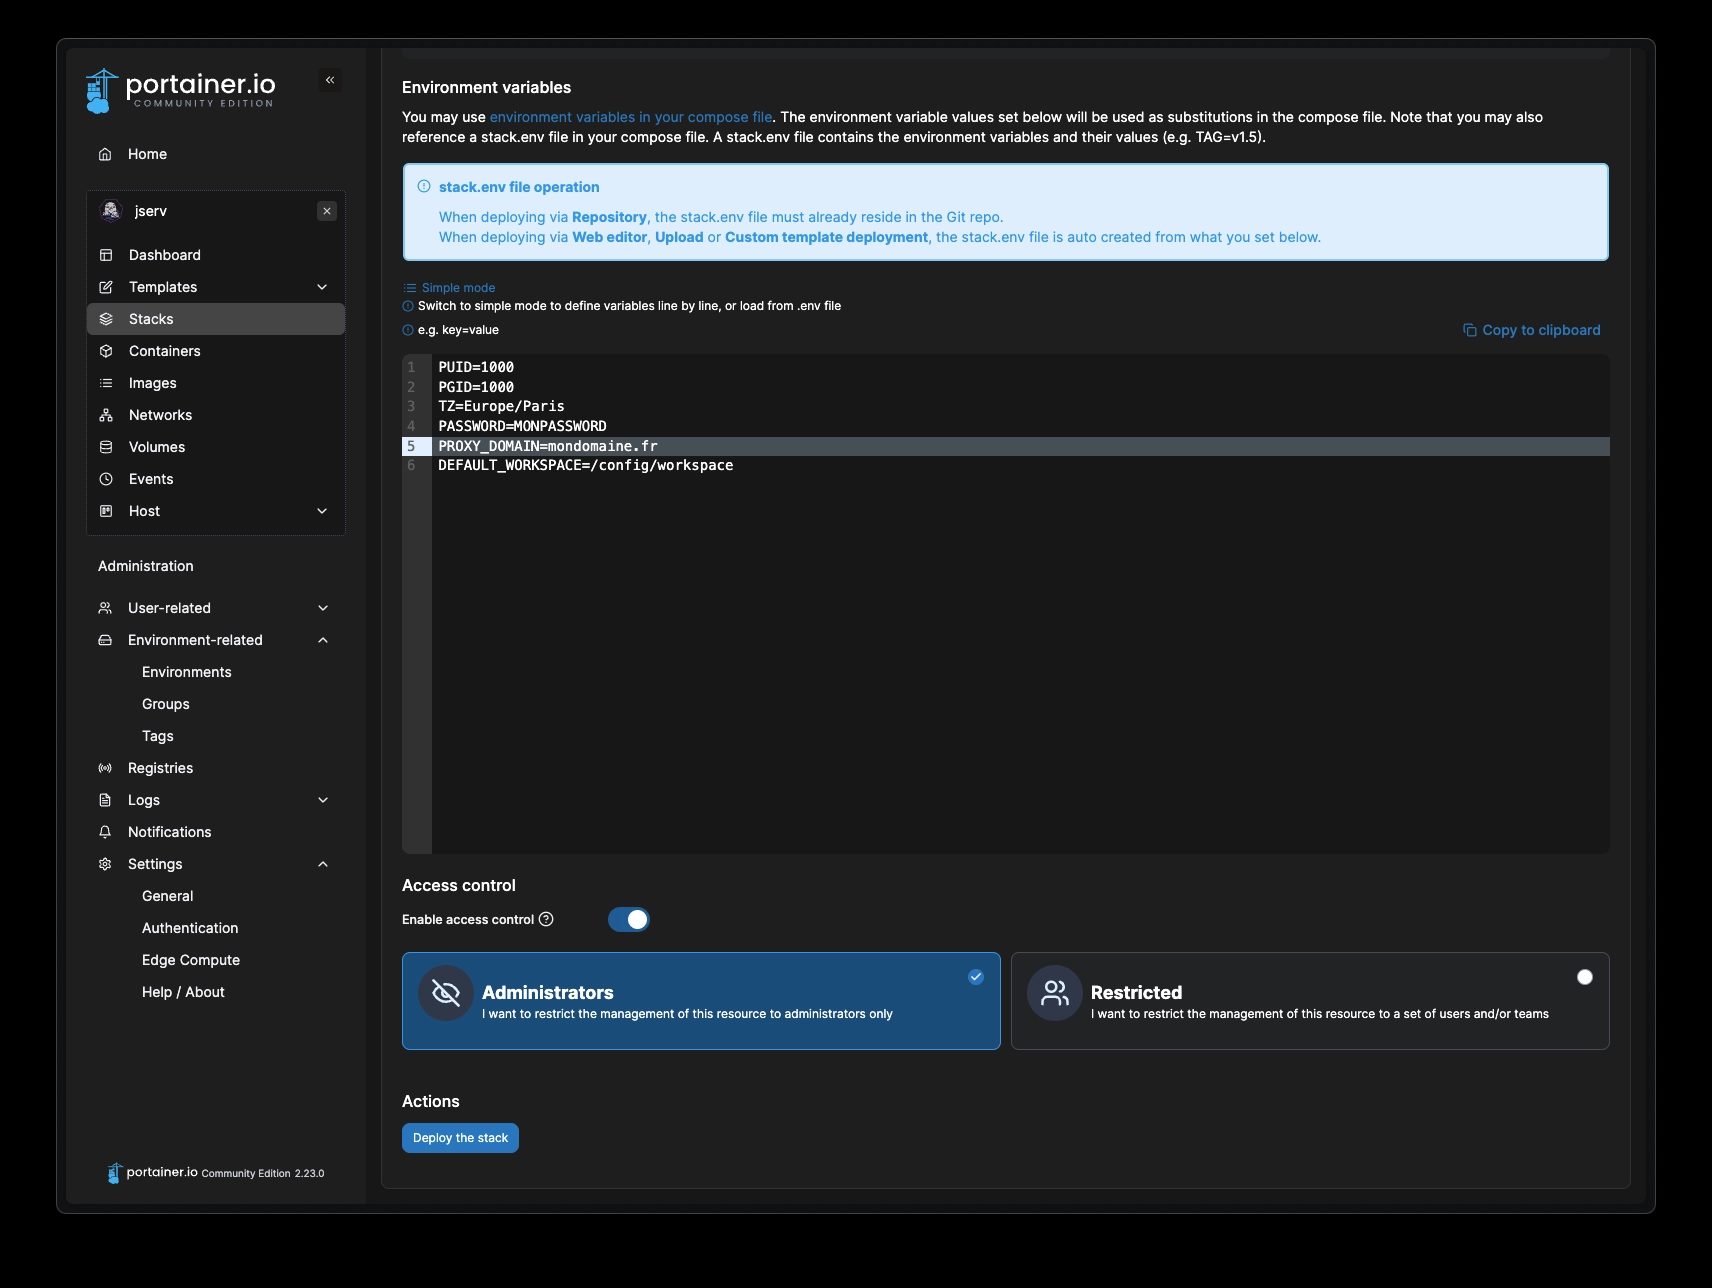 portainer.io
COMMUNITY EDITION
Home
jserv
Dashboard
Templates
Stacks
Containers
Images
Networks
Volumes
Events
Host
Administration
User-related
Environment-related
Environments
Groups
Tags
Registries
Logs
Notifications
Settings
General
Authentication
Edge Compute
Help / About
portainer.io Community Edition 2.23.0
Environment variables
You may use environment variables in your compose file. The environment variable values set below will be used as substitutions in the compose file. Note that you may also
reference a stack.env file in your compose file. A stack.env file contains the environment variables and their values (e.g. TAG=v1.5).
stack.env file operation
When deploying via Repository, the stack.env file must already reside in the Git repo.
When deploying via Web editor, Upload or Custom template deployment, the stack.env file is auto created from what you set below.
Simple mode
Switch to simple mode to define variables line by line, or load from .env file
e.g. key=value
Copy to clipboard
1 PUID=1000
2 PGID=1000
3 TZ=Europe/Paris
4 PASSWORD=MONPASSWORD
5 PROXY_DOMAIN=mondomaine.fr
6 DEFAULT_WORKSPACE=/config/workspace
Access control
Enable access control
Administrators
I want to restrict the management of this resource to administrators only
Restricted
I want to restrict the management of this resource to a set of users and/or teams
Actions
Deploy the stack